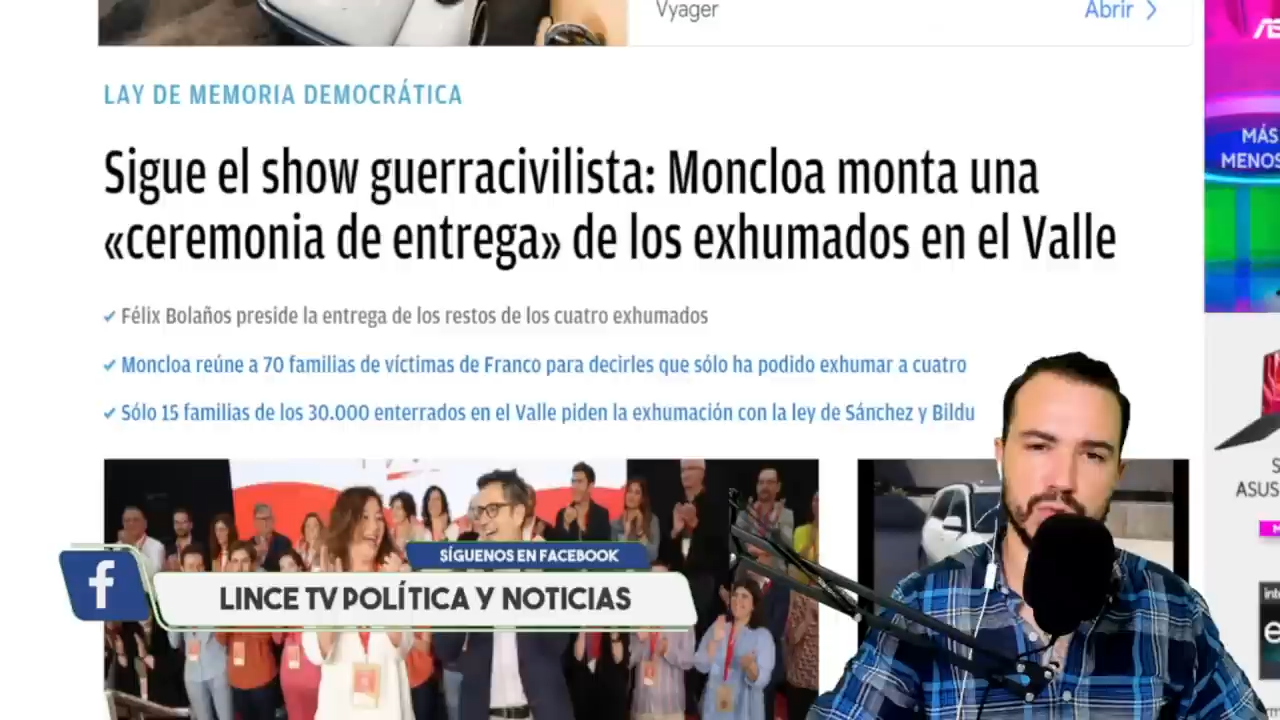 Vyager
Abrir
MÁS
MENOS
LAY DE MEMORIA DEMOCRÁTICA
Sigue el show guerracivilista: Moncloa monta una
«ceremonia de entrega» de los exhumados en el Valle
Félix Bolaños preside la entrega de los restos de los cuatro exhumados
Moncloa reúne a 70 familias de víctimas de Franco para decirles que sólo ha podido exhumar a cuatro
Sólo 15 familias de los 30.000 enterrados en el Valle piden la exhumación con la ley de Sánchez y Bildu
ASUS
SÍGUENOS EN FACEBOOK
f
LINCE TV POLÍTICA Y NOTICIAS